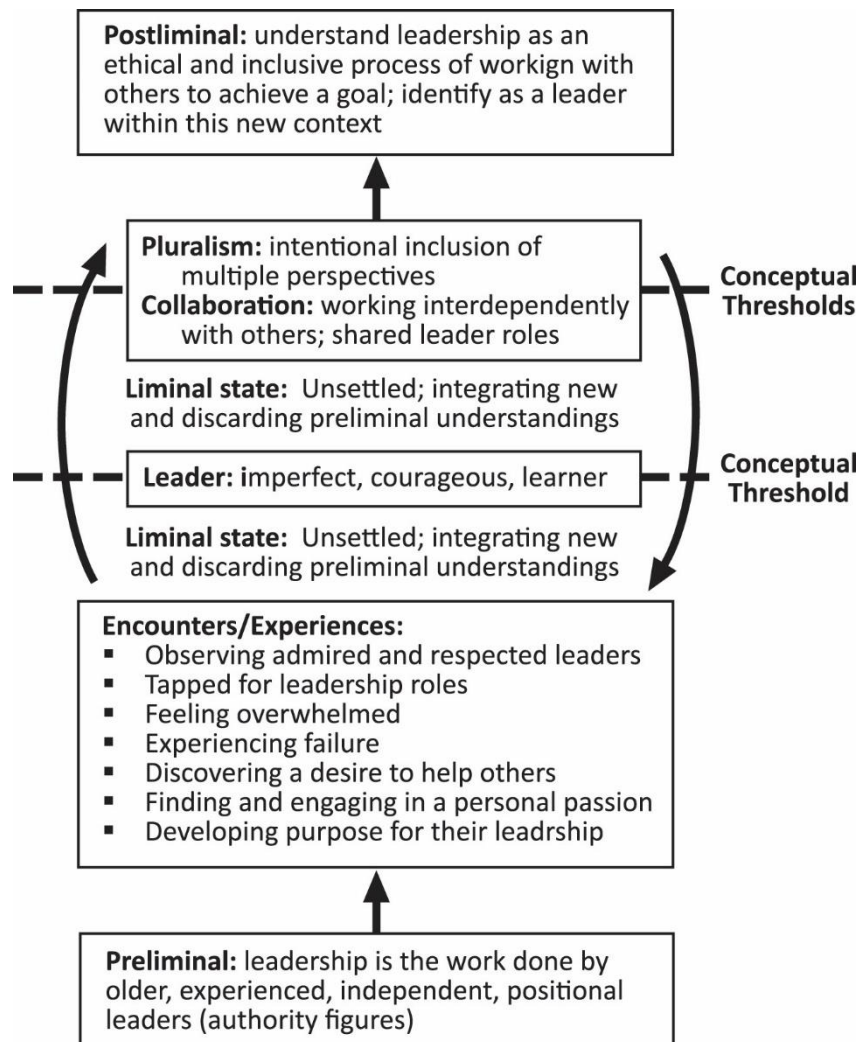 Postliminal: understand leadership as an
ethical and inclusive process of workign with
others to achieve a goal; identify as a leader
within this new context
Pluralism: intentional inclusion of
multiple perspectives
Collaboration: working interdependently
with others; shared leader roles
Conceptual
Thresholds
Liminal state: Unsettled; integrating new
and discarding preliminal understandings
Leader: imperfect, courageous, learner
Conceptual
Threshold
Liminal state: Unsettled; integrating new
and discarding preliminal understandings
Encounters/Experiences:
▪ Observing admired and respected leaders
▪ Tapped for leadership roles
▪ Feeling overwhelmed
▪ Experiencing failure
▪ Discovering a desire to help others
▪ Finding and engaging in a personal passion
▪ Developing purpose for their leadrship
Preliminal: leadership is the work done by
older, experienced, independent, positional
leaders (authority figures)